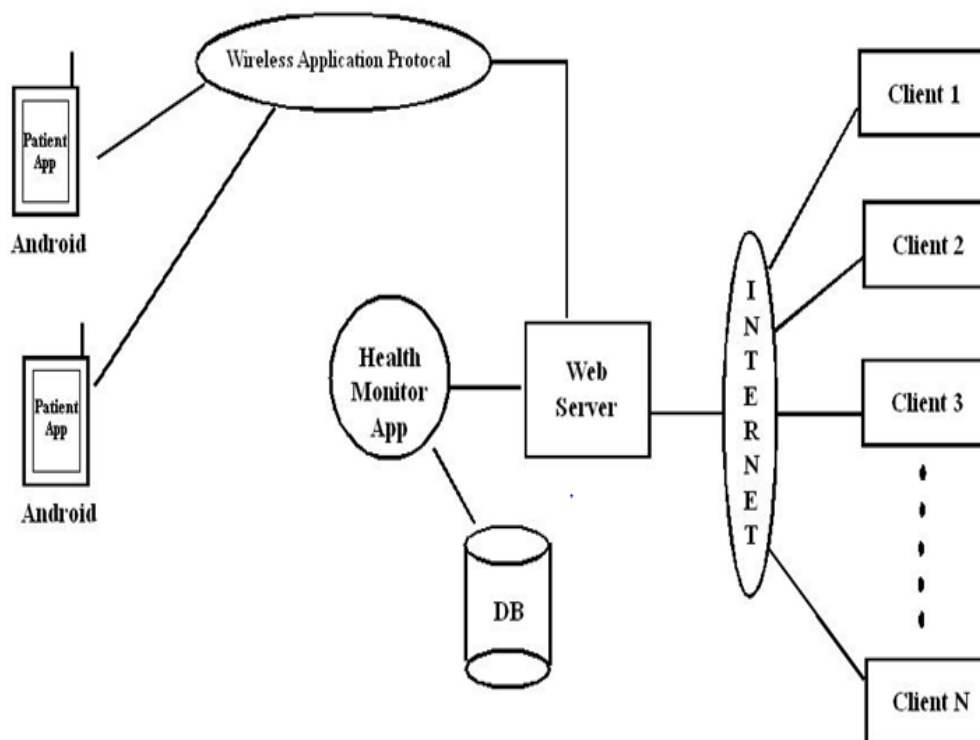 Wireless Application Protocal
Patient
App
Android
Patient
App
Android
Health
Monitor
App
Web
Server
DB
INTERNET
Client 1
Client 2
Client 3
Client N